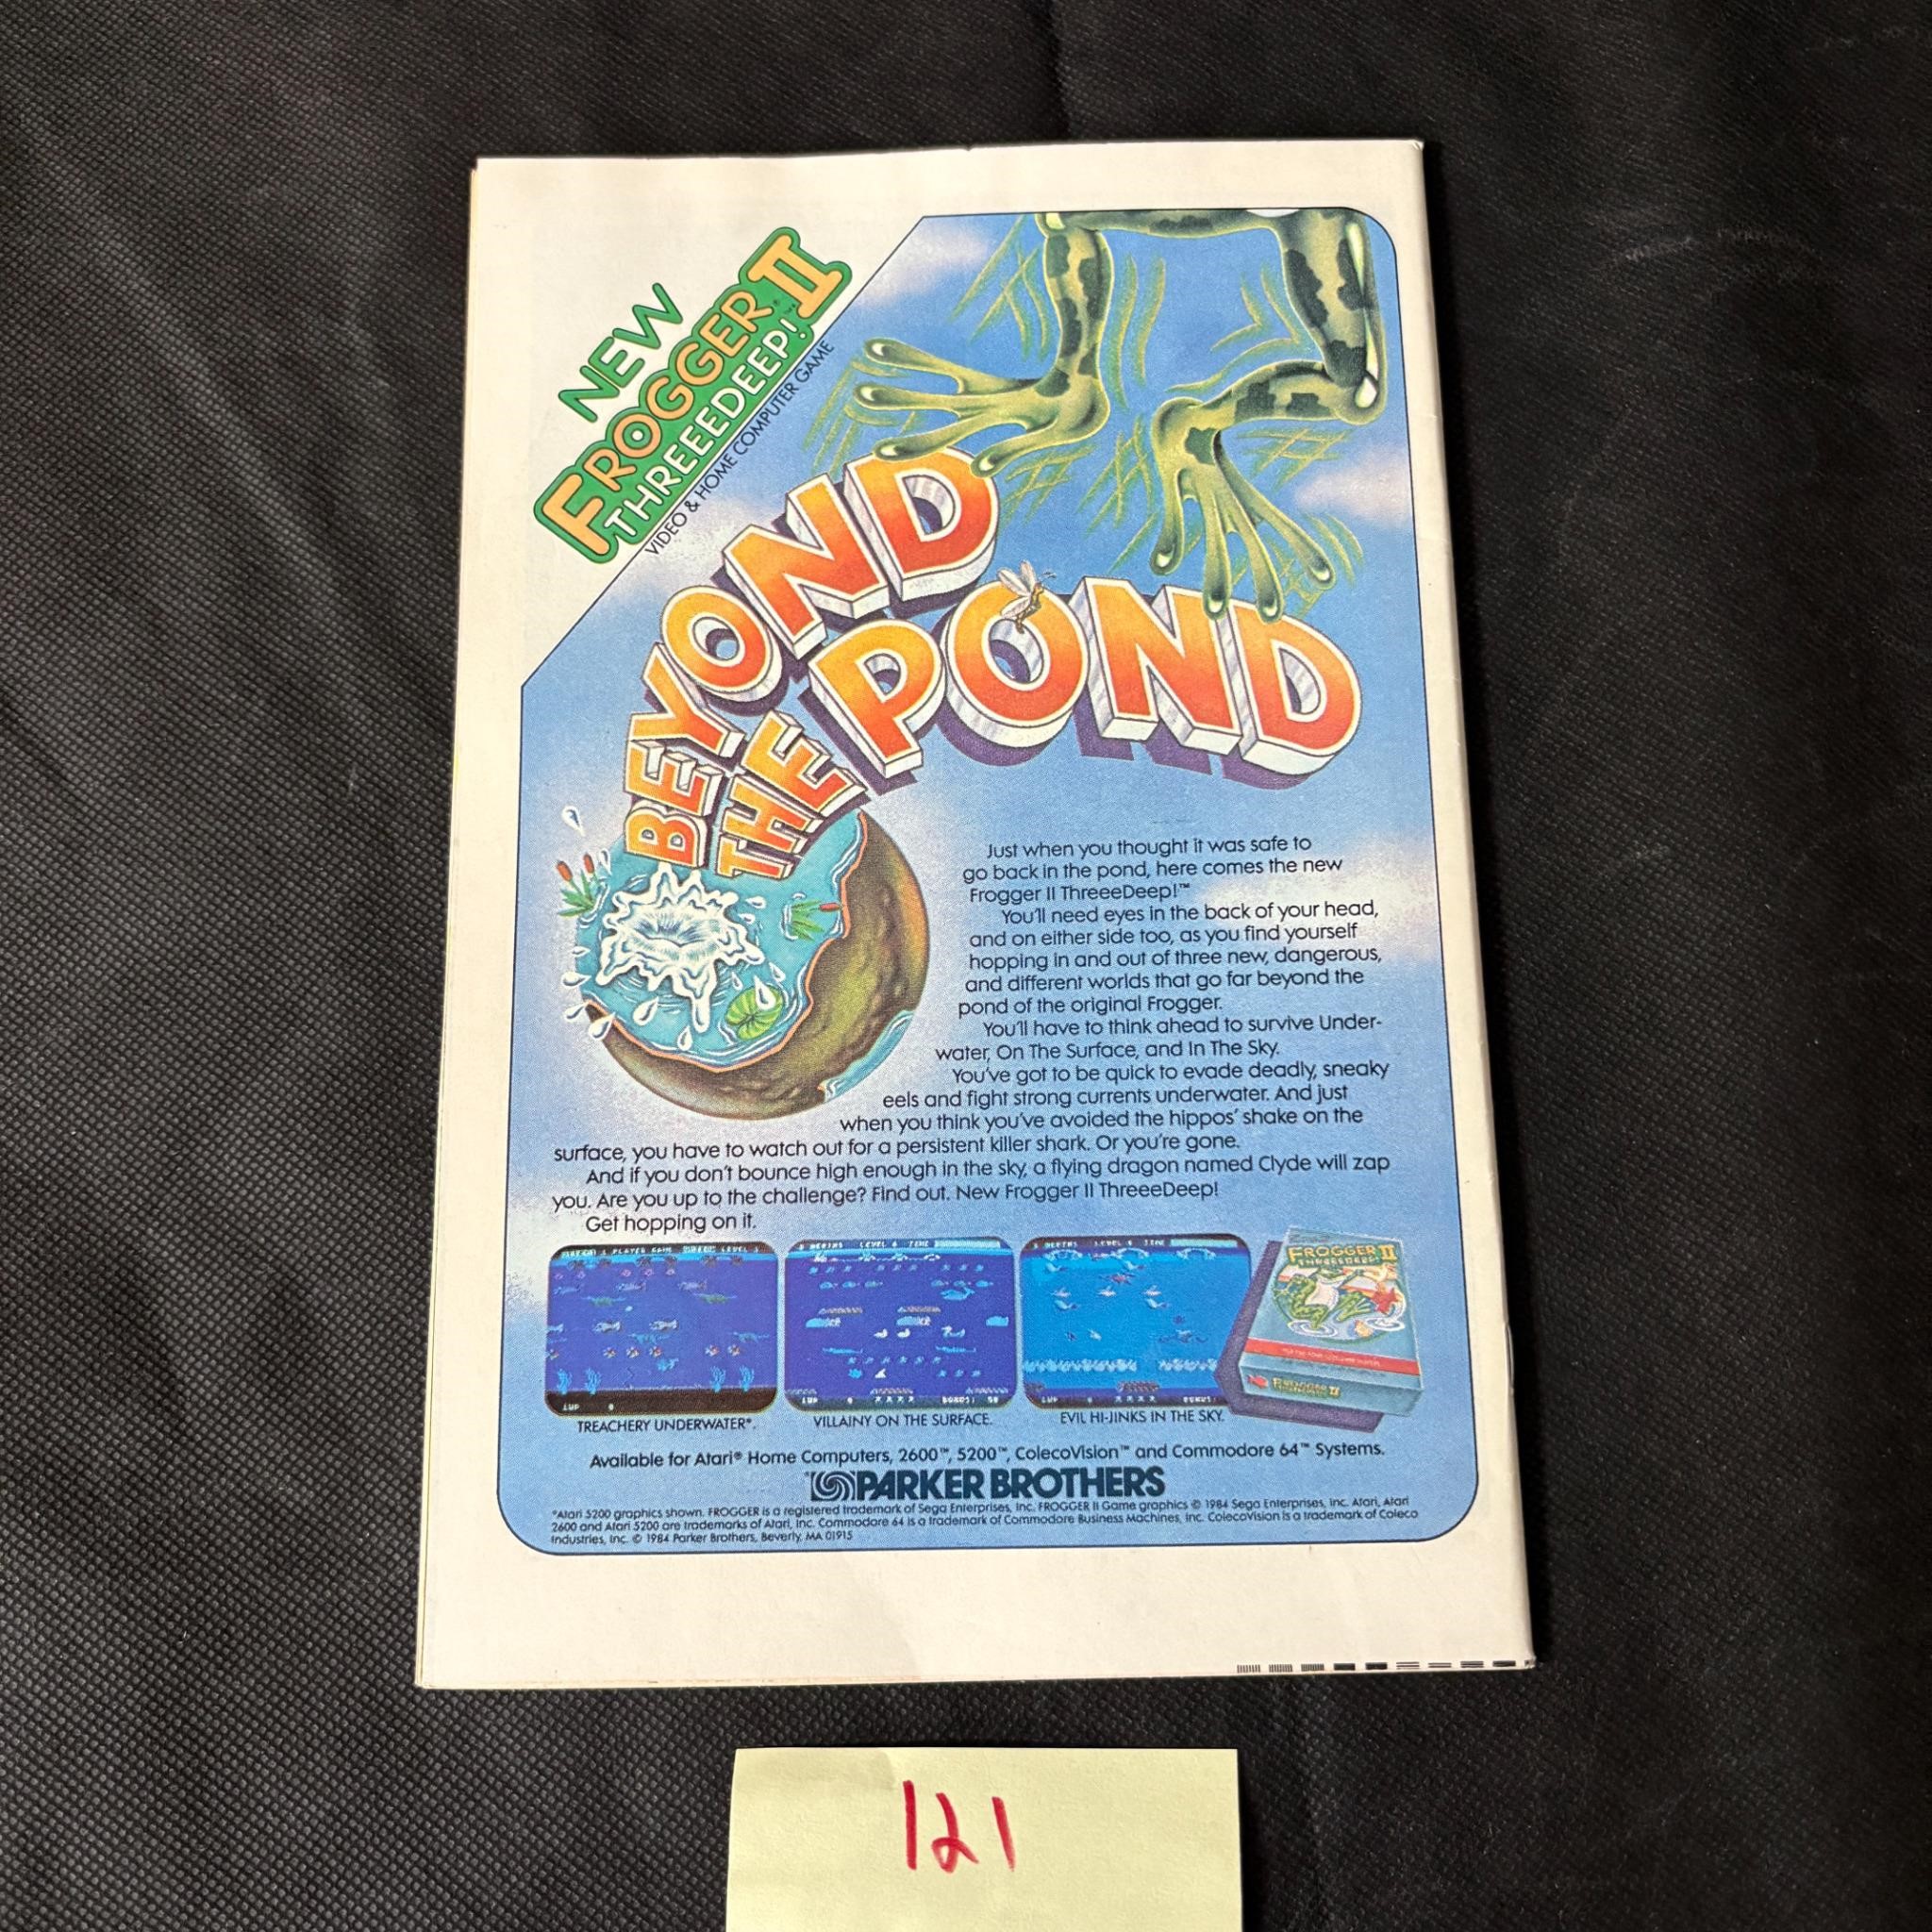 NEW
FROGGER II
THREEEDEEP!™
VIDEO & HOME COMPUTER GAME
BEYOND
THE POND
Just when you thought it was safe to
go back in the pond, here comes the new
Frogger II ThreeeDeep!™
You'll need eyes in the back of your head,
and on either side too, as you find yourself
hopping in and out of three new, dangerous,
and different worlds that go far beyond the
pond of the original Frogger.
You'll have to think ahead to survive Under-
water, On The Surface, and In The Sky.
You've got to be quick to evade deadly, sneaky
eels and fight strong currents underwater. And just
when you think you've avoided the hippos' shake on the
surface, you have to watch out for a persistent killer shark. Or you're gone.
And if you don't bounce high enough in the sky, a flying dragon named Clyde will zap
you. Are you up to the challenge? Find out. New Frogger II ThreeeDeep!
Get hopping on it.
FROGGER II
THREEEDEEP!
FROGGER II
TREACHERY UNDERWATER*.
VILLAINY ON THE SURFACE.
EVIL HI-JINKS IN THE SKY.
Available for Atari® Home Computers, 2600™, 5200™, ColecoVision™ and Commodore 64™ Systems.
PARKER BROTHERS
*Atari 5200 graphics shown. FROGGER is a registered trademark of Sega Enterprises, Inc. FROGGER II Game graphics © 1984 Sega Enterprises, Inc. Atari, Atari
2600 and Atari 5200 are trademarks of Atari, Inc. Commodore 64 is a trademark of Commodore Business Machines, Inc. ColecoVision is a trademark of Coleco
Industries, Inc. © 1984 Parker Brothers, Beverly, MA 01915
121